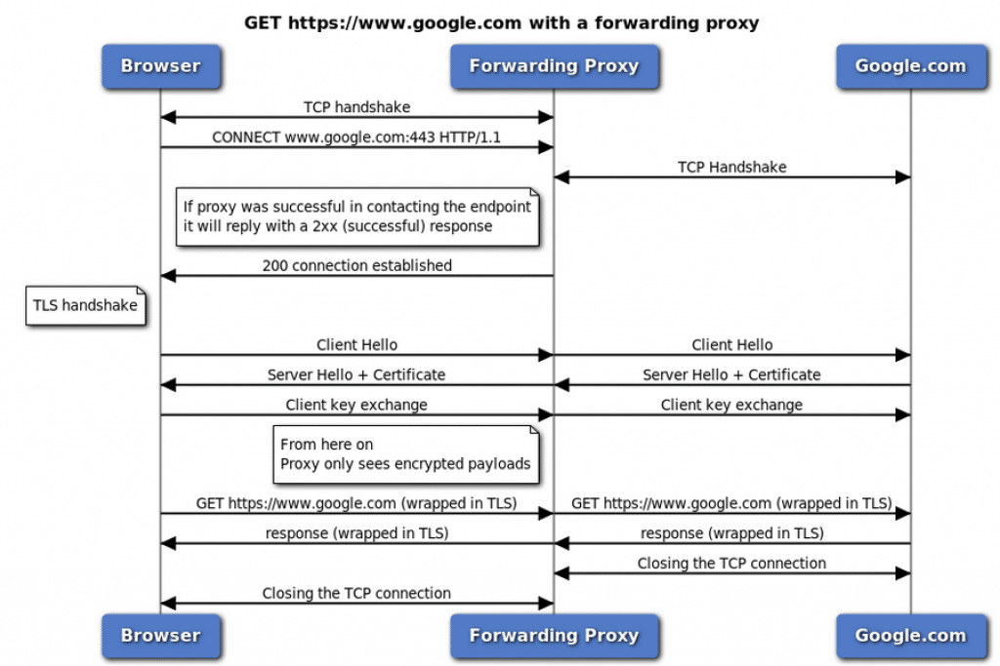 GET https://www.google.com with a forwarding proxy
Browser
Forwarding Proxy
Google.com
TCP handshake
CONNECT www.google.com:443 HTTP/1.1
TCP Handshake
If proxy was successful in contacting the endpoint
it will reply with a 2xx (successful) response
200 connection established
TLS handshake
Client Hello
Client Hello
Server Hello + Certificate
Server Hello + Certificate
Client key exchange
Client key exchange
From here on
Proxy only sees encrypted payloads
GET https://www.google.com (wrapped in TLS)
GET https://www.google.com (wrapped in TLS)
response (wrapped in TLS)
response (wrapped in TLS)
Closing the TCP connection
Closing the TCP connection
Browser
Forwarding Proxy
Google.com